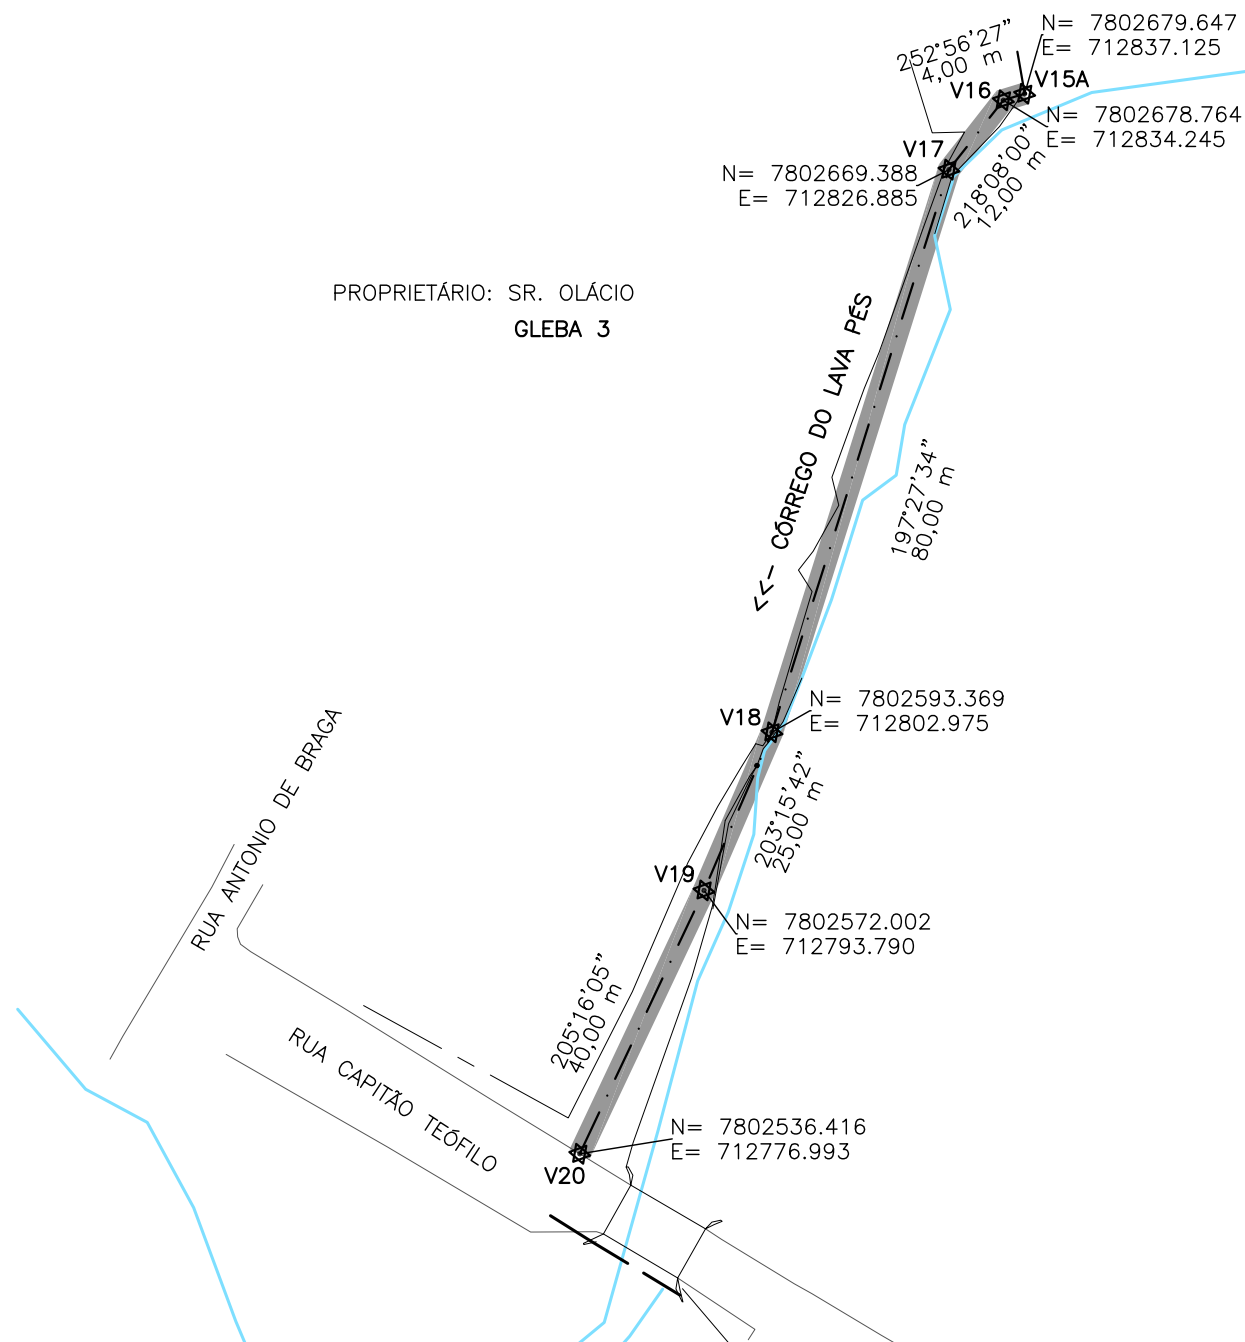 N= 7802679.647
E= 712837.125
252°56'27"
4,00 m
V15A
V16
N= 7802678.764
E= 712834.245
V17
N= 7802669.388
E= 712826.885
218°08'00"
12,00 m
PROPRIETÁRIO: SR. OLÁCIO
GLEBA 3
<<- CÓRREGO DO LAVA PÉS
197°27'34"
80,00 m
V18
N= 7802593.369
E= 712802.975
203°15'42"
25,00 m
RUA ANTONIO DE BRAGA
V19
N= 7802572.002
E= 712793.790
205°16'05"
40,00 m
RUA CAPITÃO TEÓFILO
N= 7802536.416
E= 712776.993
V20